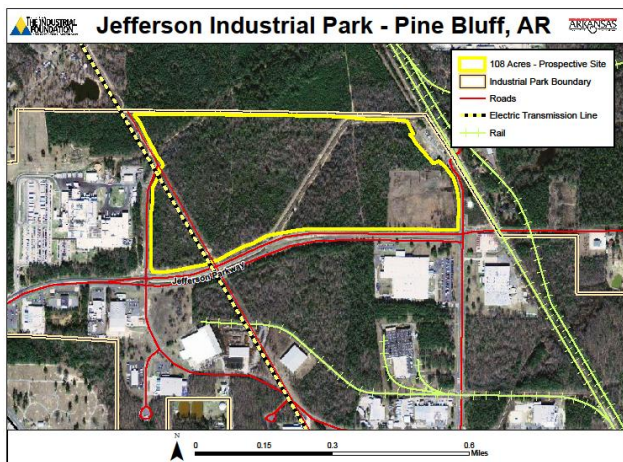 THE INDUSTRIAL
FOUNDATION
Jefferson Industrial Park - Pine Bluff, AR
ARKANSAS
108 Acres - Prospective Site
Industrial Park Boundary
Roads
Electric Transmission Line
Rail
Jefferson Parkway
N
0 0.15 0.3 0.6
Miles